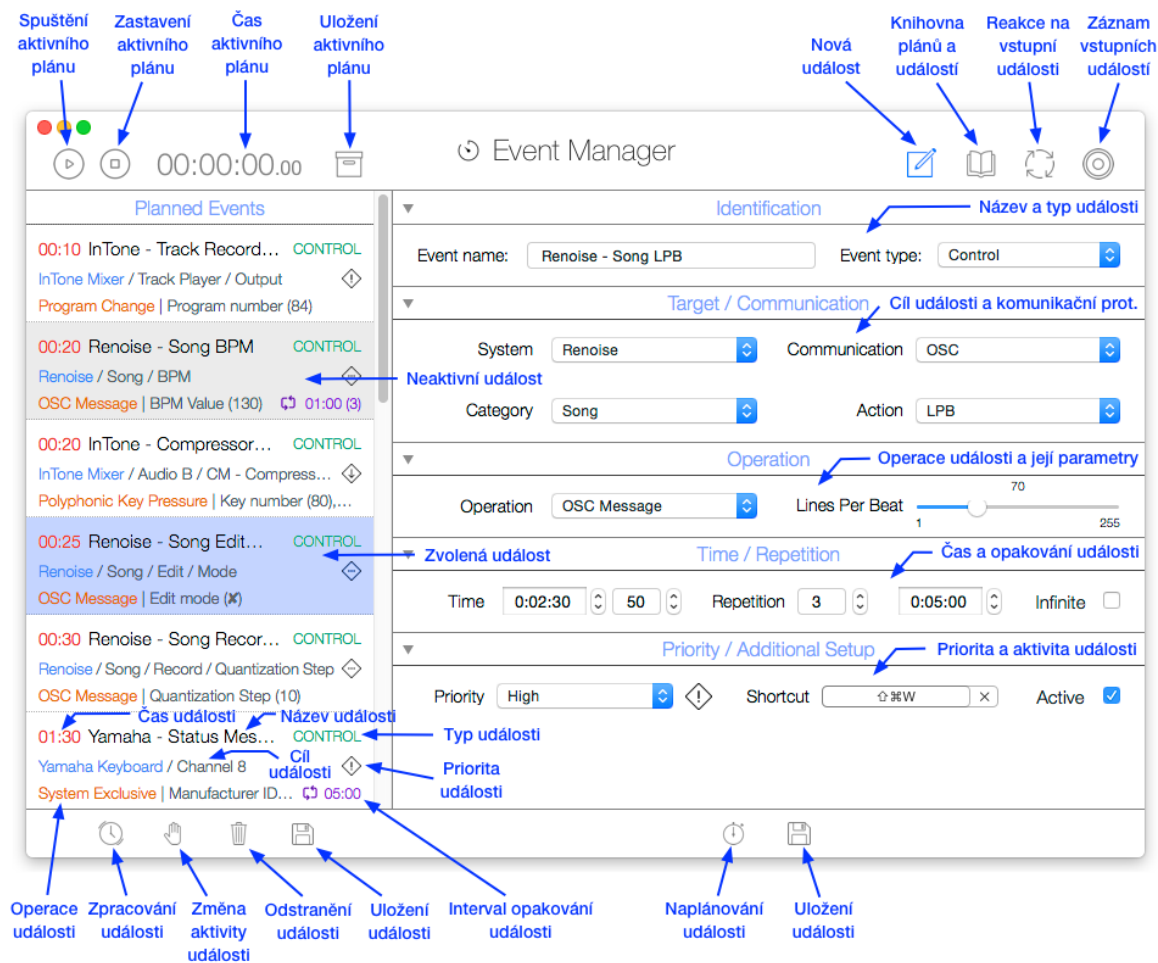 Spuštění aktivního plánu
Zastavení aktivního plánu
Čas aktivního plánu
Uložení aktivního plánu
Nová událost
Knihovna plánů a událostí
Reakce na vstupní události
Záznam vstupních událostí
00:00:00.00
Event Manager
Planned Events
00:10 InTone - Track Record... CONTROL
InTone Mixer / Track Player / Output
Program Change | Program number (84)
00:20 Renoise - Song BPM CONTROL
Renoise / Song / BPM
OSC Message | BPM Value (130) 01:00 (3)
Neaktivní událost
00:20 InTone - Compressor... CONTROL
InTone Mixer / Audio B / CM - Compress...
Polyphonic Key Pressure | Key number (80),...
00:25 Renoise - Song Edit... CONTROL
Renoise / Song / Edit / Mode
OSC Message | Edit mode (✘)
Zvolená událost
00:30 Renoise - Song Recor... CONTROL
Renoise / Song / Record / Quantization Step
OSC Message | Quantization Step (10)
Čas události
Název události
01:30 Yamaha - Status Mes... CONTROL
Typ události
Yamaha Keyboard / Channel 8
Cíl události
Priorita události
System Exclusive | Manufacturer ID... 05:00
Identification
Název a typ události
Event name: Renoise - Song LPB
Event type: Control
Target / Communication
Cíl události a komunikační prot.
System Renoise
Communication OSC
Category Song
Action LPB
Operation
Operace události a její parametry
Operation OSC Message
Lines Per Beat
70
1
255
Time / Repetition
Čas a opakování události
Time 0:02:30 50
Repetition 3 0:05:00
Infinite
Priority / Additional Setup
Priorita a aktivita události
Priority High
Shortcut ⇧⌘W ×
Active
Operace události
Zpracování události
Změna aktivity události
Odstranění události
Uložení události
Interval opakování události
Naplánování události
Uložení události